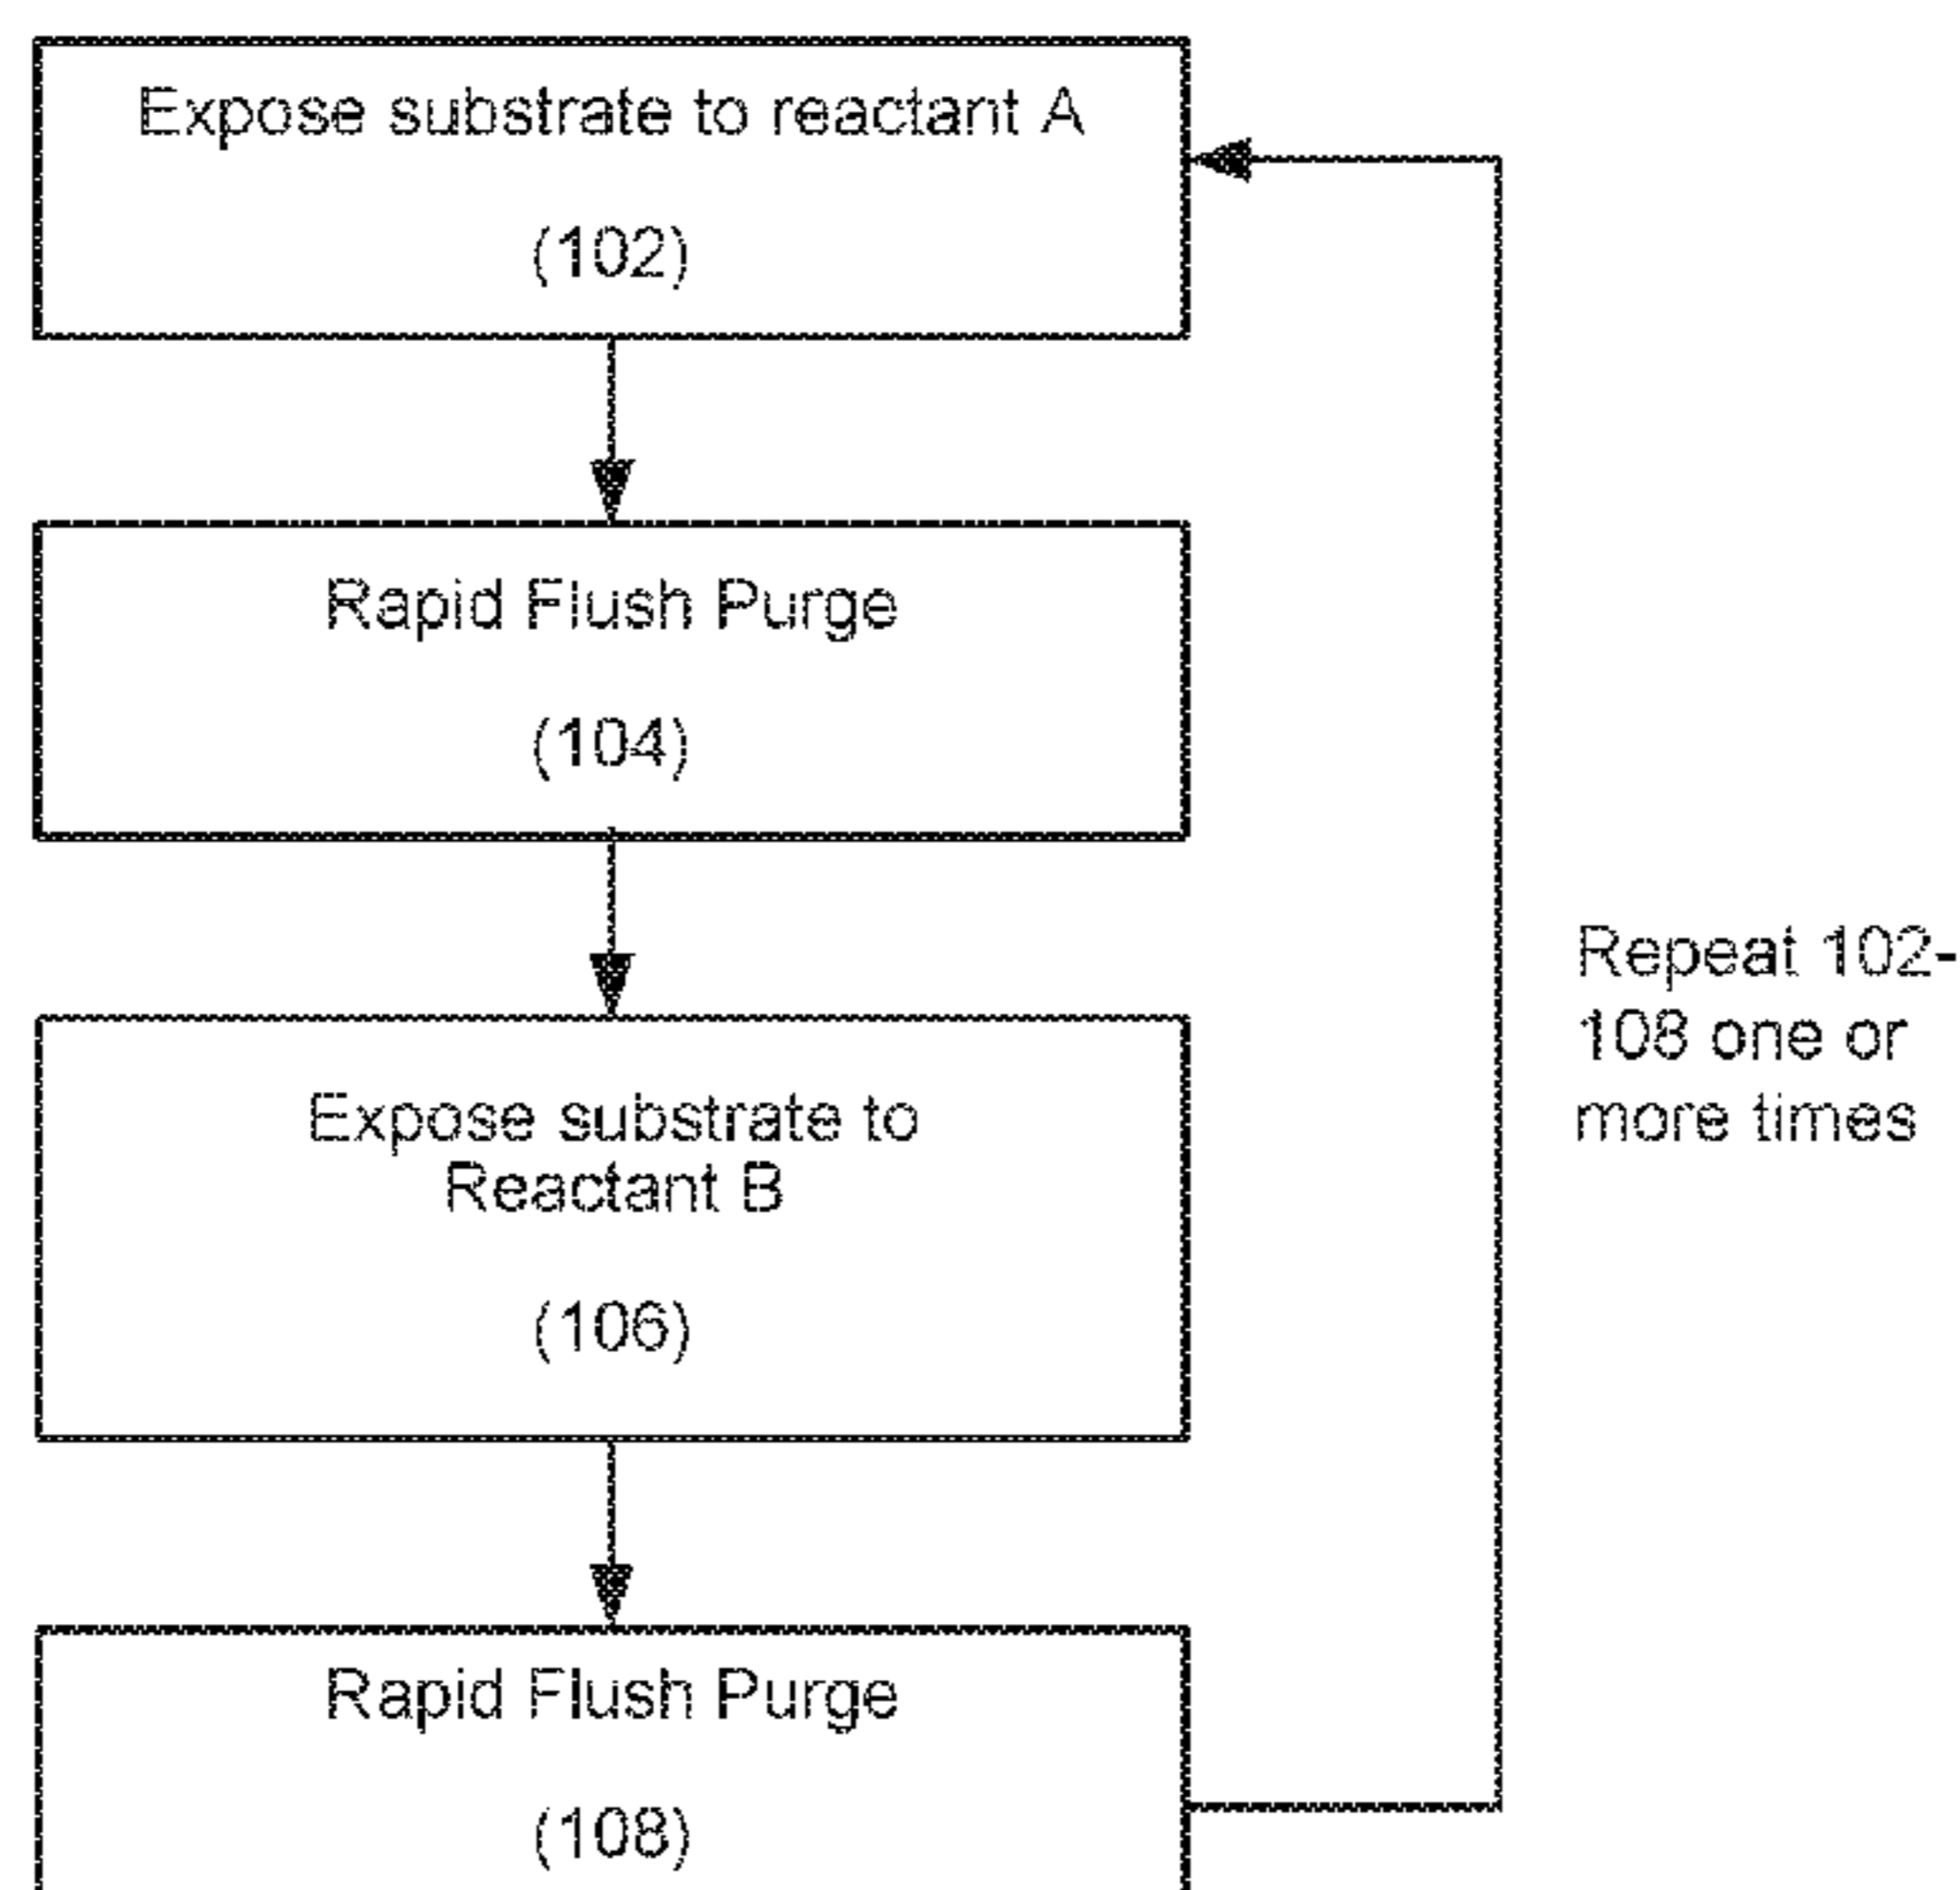 Expose substrate to reactant A
(102)
Rapid Flush Purge
(104)
Expose substrate to
Reactant B
(106)
Rapid Flush Purge
(108)
Repeat 102-
108 one or
more times